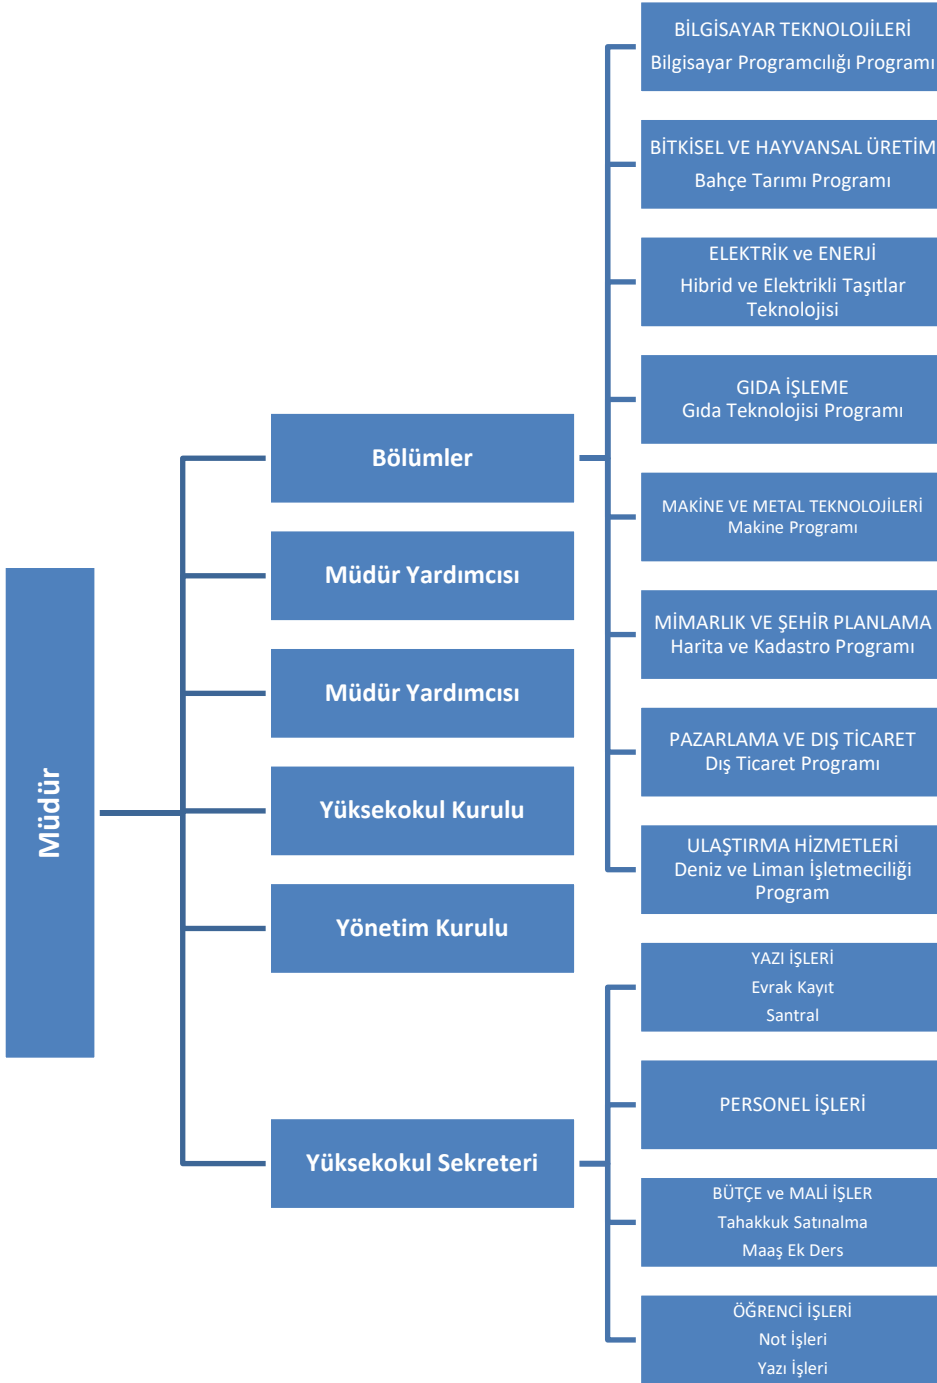 Müdür
Bölümler
BİLGİSAYAR TEKNOLOJİLERİ
Bilgisayar Programcılığı Programı
BİTKİSEL VE HAYVANSAL ÜRETİM
Bahçe Tarımı Programı
ELEKTRİK ve ENERJİ
Hibrid ve Elektrikli Taşıtlar
Teknolojisi
GIDA İŞLEME
Gıda Teknolojisi Programı
MAKİNE VE METAL TEKNOLOJİLERİ
Makine Programı
MİMARLIK VE ŞEHİR PLANLAMA
Harita ve Kadastro Programı
PAZARLAMA VE DIŞ TİCARET
Dış Ticaret Programı
ULAŞTIRMA HİZMETLERİ
Deniz ve Liman İşletmeciliği
Program
Müdür Yardımcısı
Müdür Yardımcısı
Yüksekokul Kurulu
Yönetim Kurulu
Yüksekokul Sekreteri
YAZI İŞLERİ
Evrak Kayıt
Santral
PERSONEL İŞLERİ
BÜTÇE ve MALİ İŞLER
Tahakkuk Satınalma
Maaş Ek Ders
ÖĞRENCİ İŞLERİ
Not İşleri
Yazı İşleri